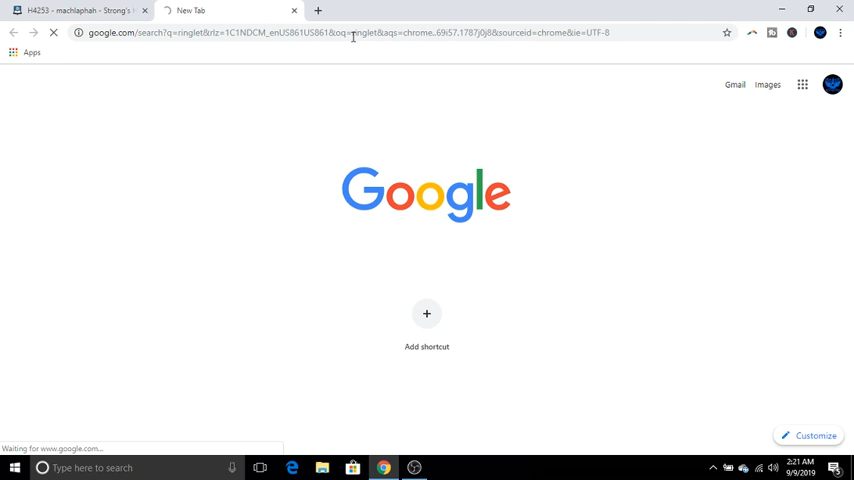 H4253 - machlaphah - Strong's H
New Tab
google.com/search?q=ringlet&rlz=1C1NDCM_enUS861US861&oq=ringlet&aqs=chrome..69i57.1787j0j8&sourceid=chrome&ie=UTF-8
Apps
Gmail Images
Google
Add shortcut
Customize
Waiting for www.google.com...
Type here to search
2:21 AM
9/9/2019